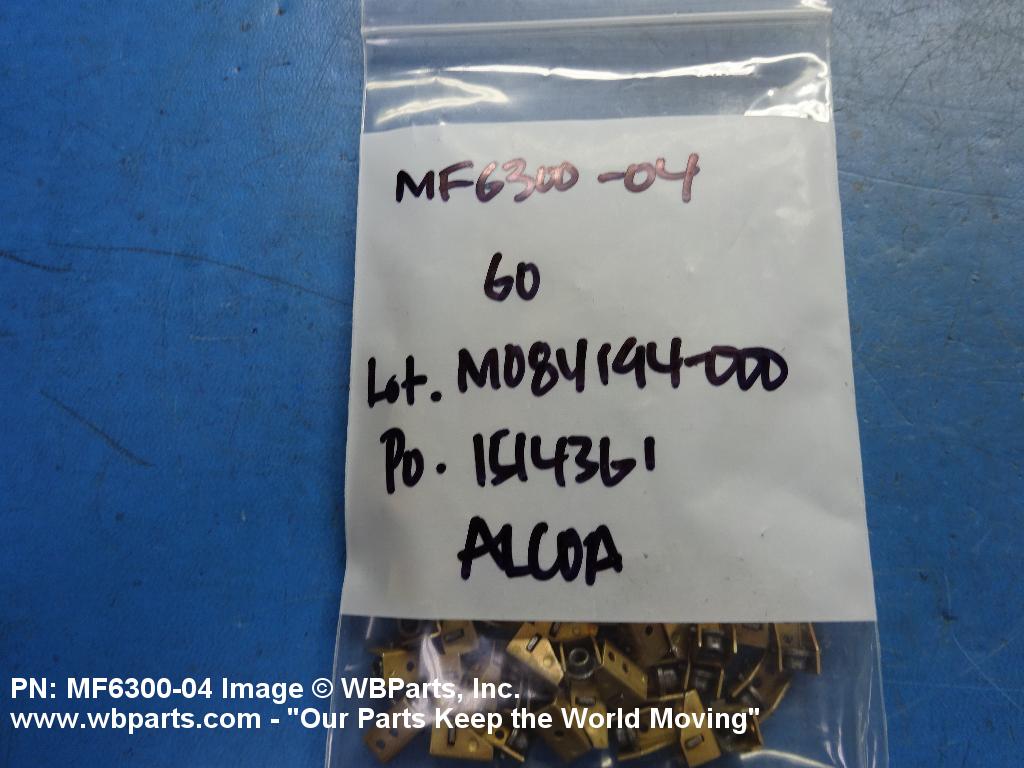 MF6300-04
60
Lot. M084194-000
Po. 1514361
ALCOA
PN: MF6300-04 Image © WBParts, Inc.
www.wbparts.com - "Our Parts Keep the World Moving"